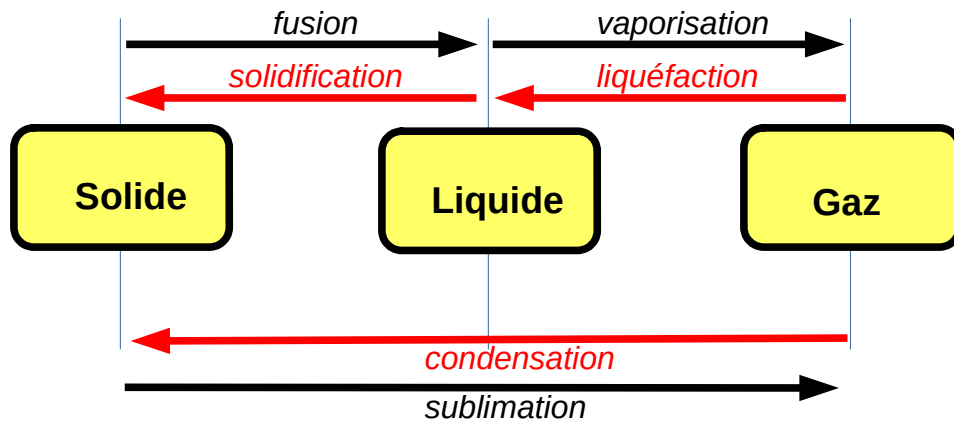 fusion
vaporisation
solidification
liquéfaction
Solide
Liquide
Gaz
condensation
sublimation